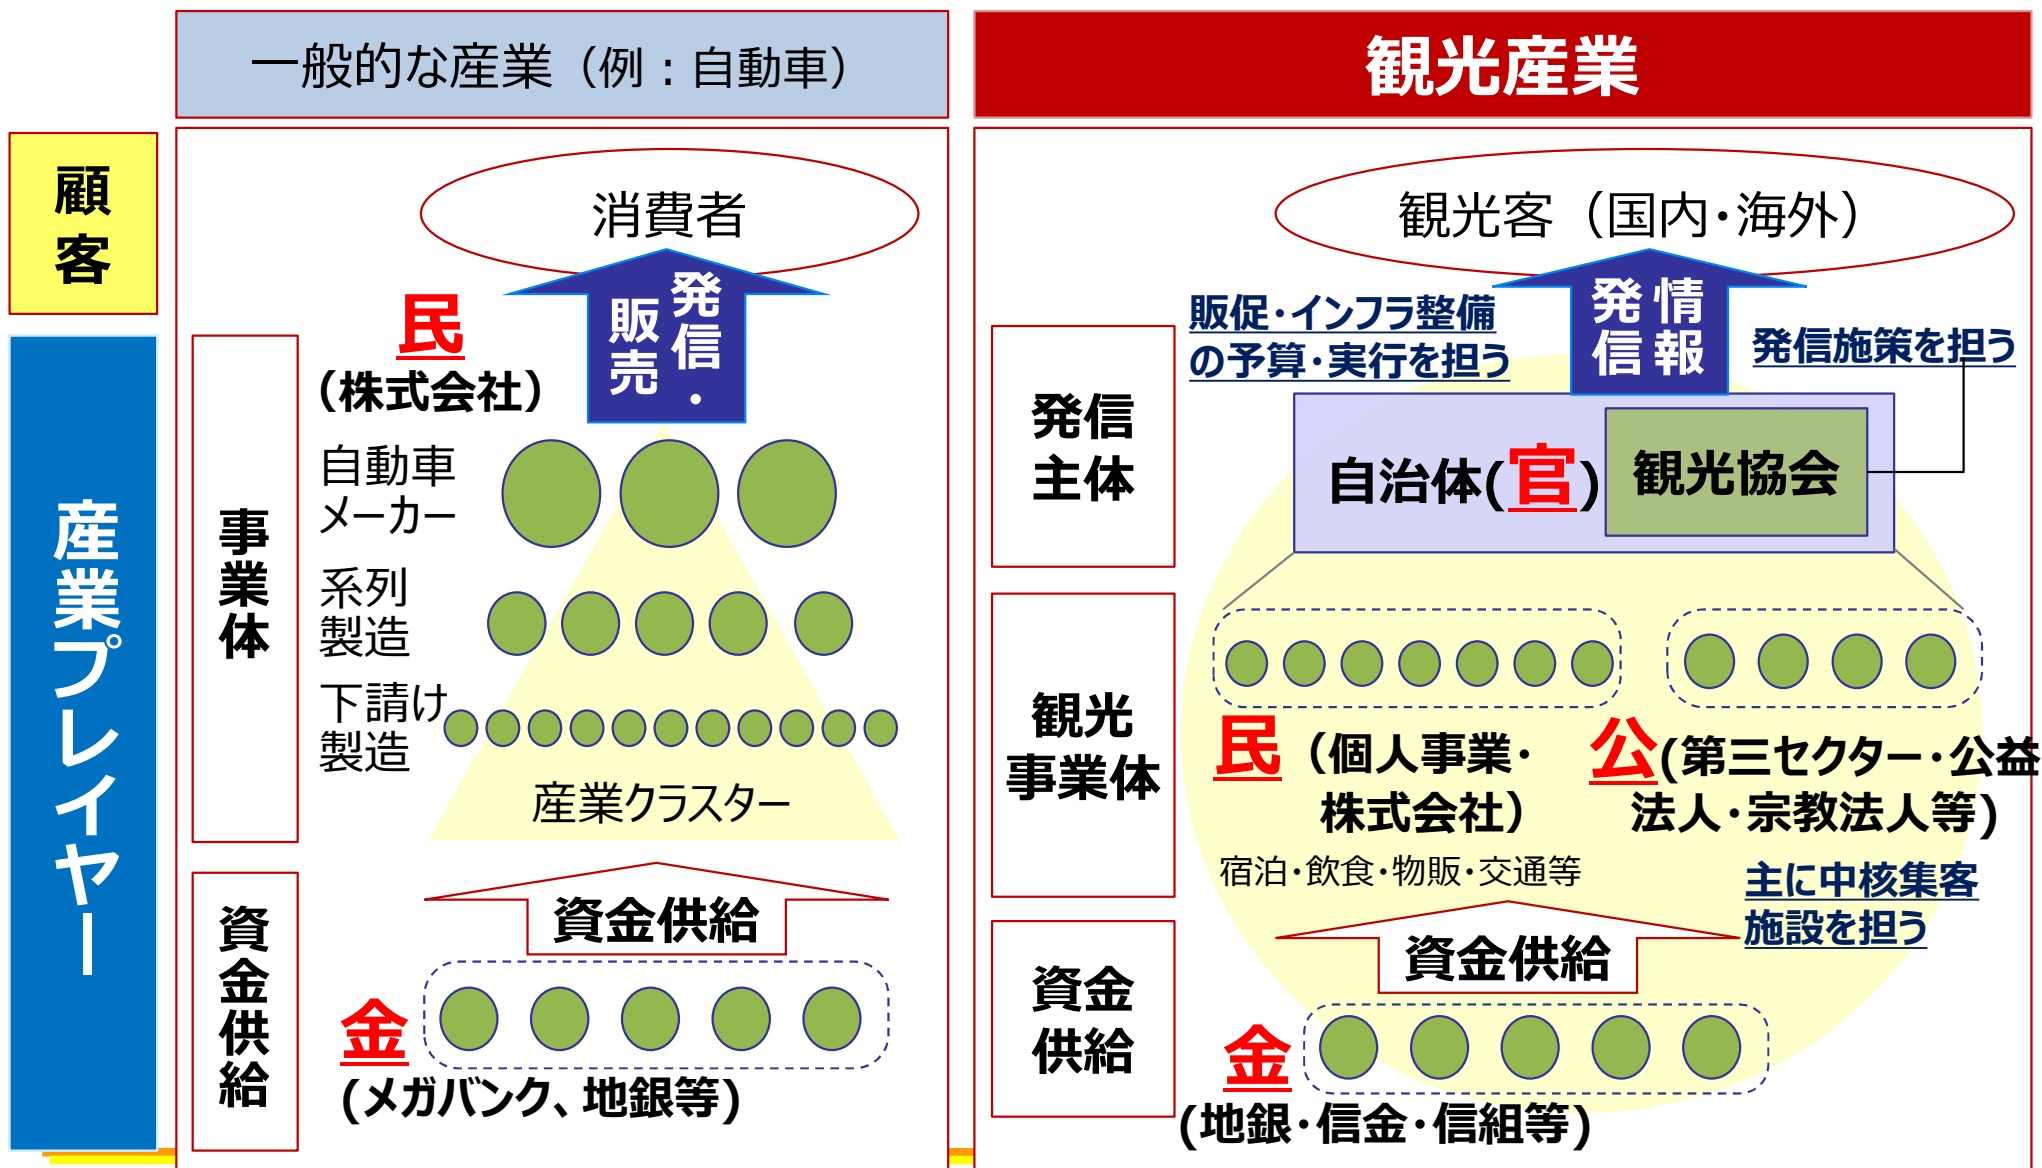 一般的な産業（例：自動車）
観光産業
顧
客
産業プレイヤー
消費者
発信・
販売
民
（株式会社）
事業体
自動車
メーカー
系列
製造
下請け
製造
産業クラスター
資金供給
資金供給
金
(メガバンク、地銀等)
観光客（国内・海外）
情報
発信
販促・インフラ整備
の予算・実行を担う
発信施策を担う
発信
主体
自治体(官)
観光協会
観光
事業体
民（個人事業・
株式会社）
公(第三セクター・公益
法人・宗教法人等)
宿泊・飲食・物販・交通等
主に中核集客
施設を担う
資金供給
資金
供給
金
(地銀・信金・信組等)